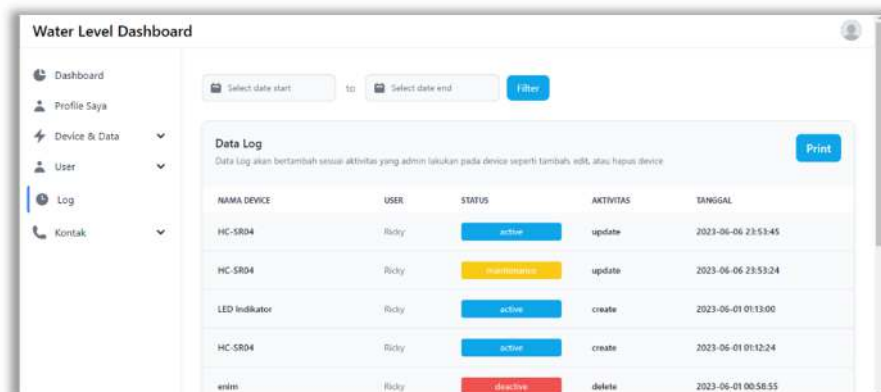 Water Level Dashboard
Dashboard
Profile Saya
Device & Data
User
Log
Kontak
Select date start to Select date end Filter
Data Log
Print
Data Log akan bertambah sesuai aktivitas yang admin lakukan pada device seperti tambah, edit, atau hapus device
NAMA DEVICE USER STATUS AKTIVITAS TANGGAL
HC-SR04 Ricky active update 2023-06-06 23:53:45
HC-SR04 Ricky maintenance update 2023-06-06 23:53:24
LED Indikator Ricky active create 2023-06-01 01:13:00
HC-SR04 Ricky active create 2023-06-01 01:12:24
enim Ricky deactive delete 2023-06-01 00:58:55